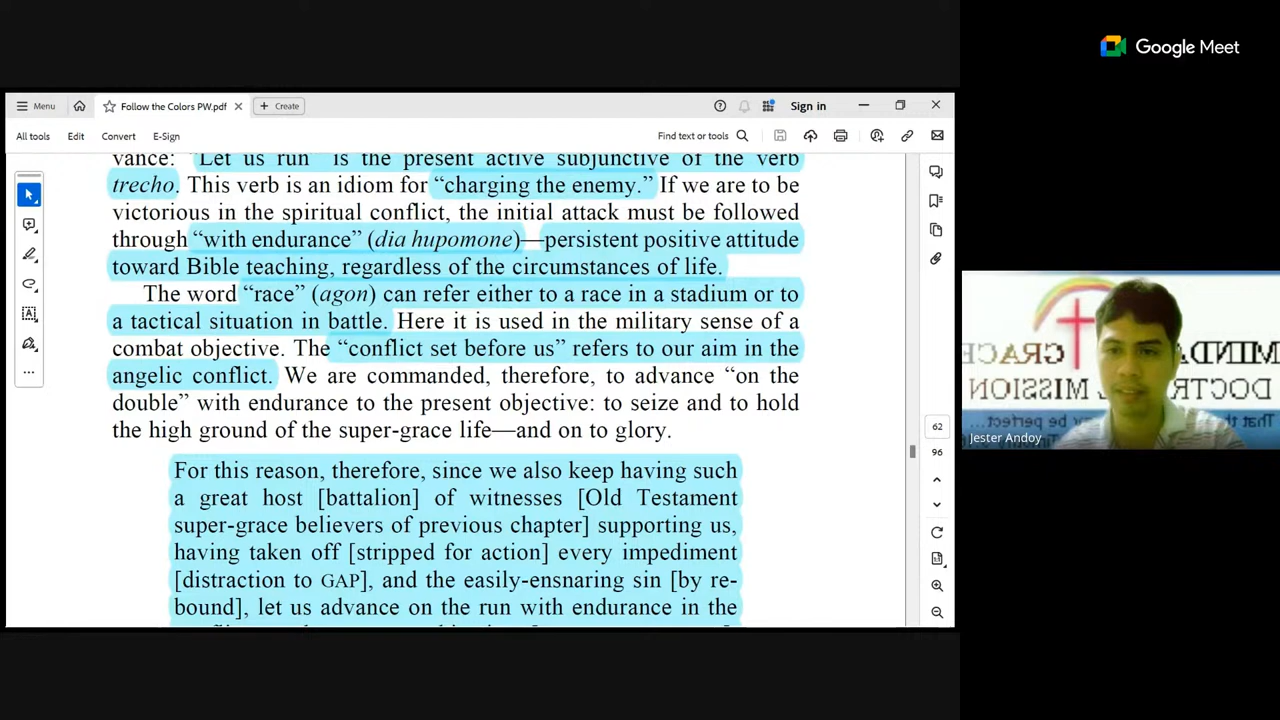 Google Meet
Menu
Follow the Colors PW.pdf
Create
Sign in
All tools
Edit
Convert
E-Sign
Find text or tools
vance: “Let us run” is the present active subjunctive of the verb
trecho. This verb is an idiom for “charging the enemy.” If we are to be
victorious in the spiritual conflict, the initial attack must be followed
through “with endurance” (dia hupomone)—persistent positive attitude
toward Bible teaching, regardless of the circumstances of life.
The word “race” (agon) can refer either to a race in a stadium or to
a tactical situation in battle. Here it is used in the military sense of a
combat objective. The “conflict set before us” refers to our aim in the
angelic conflict. We are commanded, therefore, to advance “on the
double” with endurance to the present objective: to seize and to hold
the high ground of the super-grace life—and on to glory.
For this reason, therefore, since we also keep having such
a great host [battalion] of witnesses [Old Testament
super-grace believers of previous chapter] supporting us,
having taken off [stripped for action] every impediment
[distraction to GAP], and the easily-ensnaring sin [by re-
bound], let us advance on the run with endurance in the
62
96
MINDA
GRACE
DOCTR
MISSION
That
be perfect
Jester Andoy